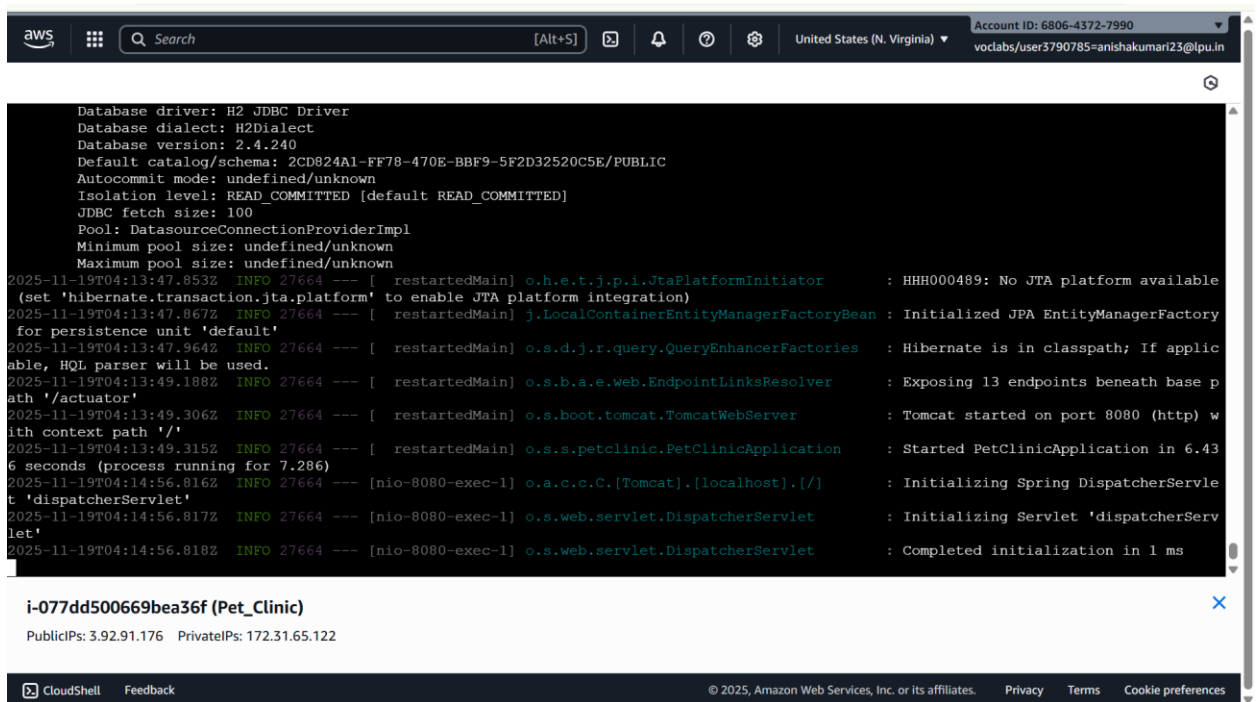 aws
Search
[Alt+S]
United States (N. Virginia)
Account ID: 6806-4372-7990
voclabs/user3790785=anishakumari23@lpu.in
Database driver: H2 JDBC Driver
Database dialect: H2Dialect
Database version: 2.4.240
Default catalog/schema: 2CD824A1-FF78-470E-BBF9-5F2D32520C5E/PUBLIC
Autocommit mode: undefined/unknown
Isolation level: READ_COMMITTED [default READ_COMMITTED]
JDBC fetch size: 100
Pool: DatasourceConnectionProviderImpl
Minimum pool size: undefined/unknown
Maximum pool size: undefined/unknown
2025-11-19T04:13:47.853Z  INFO 27664 --- [  restartedMain] o.h.e.t.j.p.i.JtaPlatformInitiator       : HHH000489: No JTA platform available
(set 'hibernate.transaction.jta.platform' to enable JTA platform integration)
2025-11-19T04:13:47.867Z  INFO 27664 --- [  restartedMain] j.LocalContainerEntityManagerFactoryBean : Initialized JPA EntityManagerFactory
for persistence unit 'default'
2025-11-19T04:13:47.964Z  INFO 27664 --- [  restartedMain] o.s.d.j.r.query.QueryEnhancerFactories   : Hibernate is in classpath; If applic
able, HQL parser will be used.
2025-11-19T04:13:49.188Z  INFO 27664 --- [  restartedMain] o.s.b.a.e.web.EndpointLinksResolver      : Exposing 13 endpoints beneath base p
ath '/actuator'
2025-11-19T04:13:49.306Z  INFO 27664 --- [  restartedMain] o.s.boot.tomcat.TomcatWebServer          : Tomcat started on port 8080 (http) w
ith context path '/'
2025-11-19T04:13:49.315Z  INFO 27664 --- [  restartedMain] o.s.s.petclinic.PetClinicApplication     : Started PetClinicApplication in 6.43
6 seconds (process running for 7.286)
2025-11-19T04:14:56.816Z  INFO 27664 --- [nio-8080-exec-1] o.a.c.c.C.[Tomcat].[localhost].[/]       : Initializing Spring DispatcherServle
t 'dispatcherServlet'
2025-11-19T04:14:56.817Z  INFO 27664 --- [nio-8080-exec-1] o.s.web.servlet.DispatcherServlet        : Initializing Servlet 'dispatcherServ
let'
2025-11-19T04:14:56.818Z  INFO 27664 --- [nio-8080-exec-1] o.s.web.servlet.DispatcherServlet        : Completed initialization in 1 ms
i-077dd500669bea36f (Pet_Clinic)
PublicIPs: 3.92.91.176 PrivateIPs: 172.31.65.122
CloudShell Feedback © 2025, Amazon Web Services, Inc. or its affiliates. Privacy Terms Cookie preferences